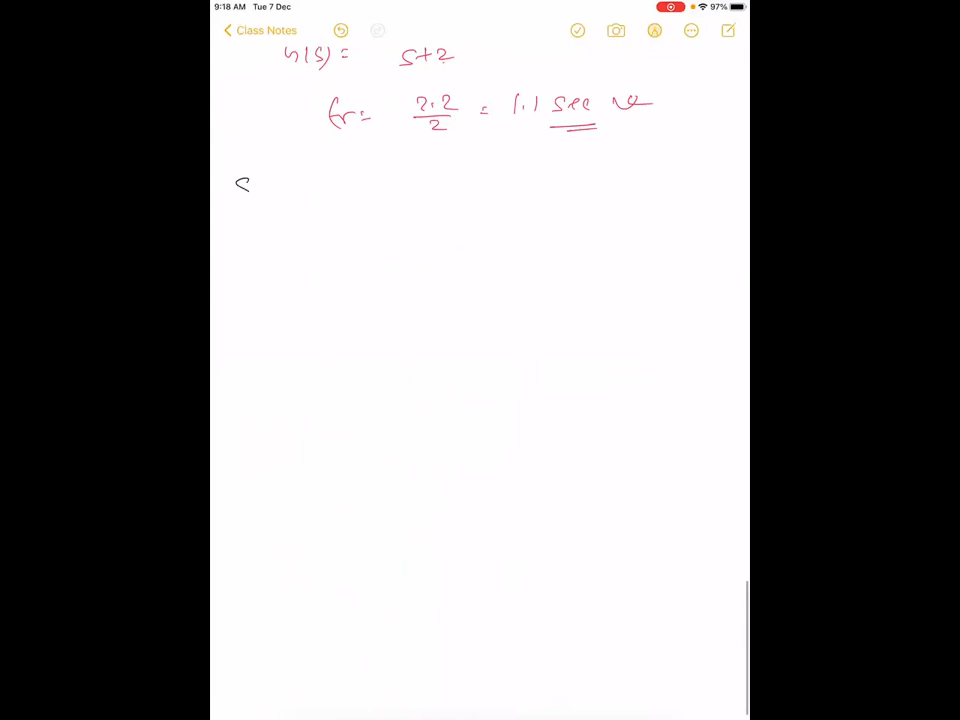 9:18 AM Tue 7 Dec 97%
Class Notes
s+2
tr= 2.2/2 = 1.1 sec
S